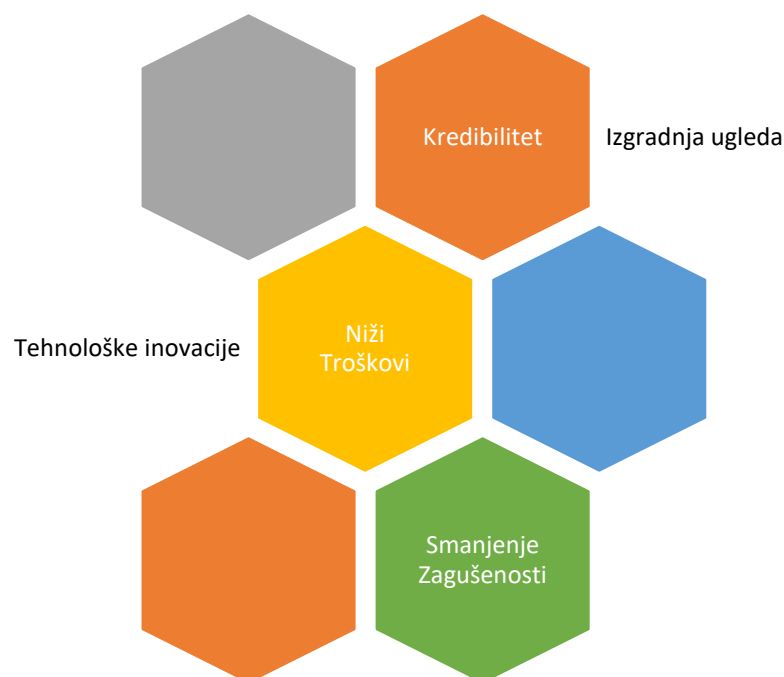 Kredibilitet
Izgradnja ugleda
Tehnološke inovacije
Niži
Troškovi
Smanjenje
Zagušenosti